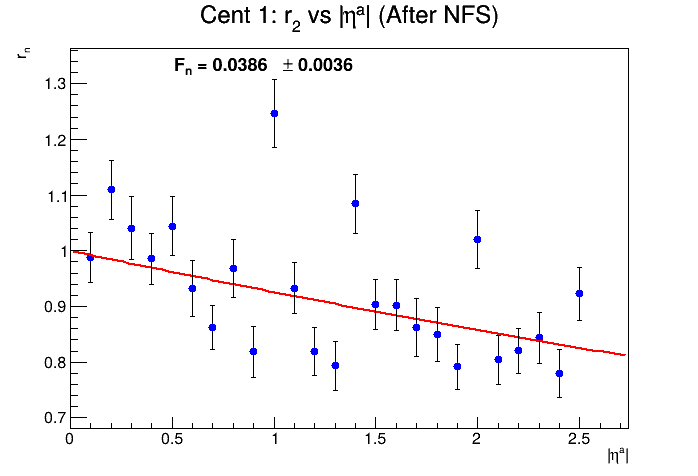 Cent 1: r₂ vs |ηᵃ| (After NFS)
rₙ
Fₙ = 0.0386 ± 0.0036
1.3
1.2
1.1
1
0.9
0.8
0.7
0 0.5 1 1.5 2 2.5
|ηᵃ|